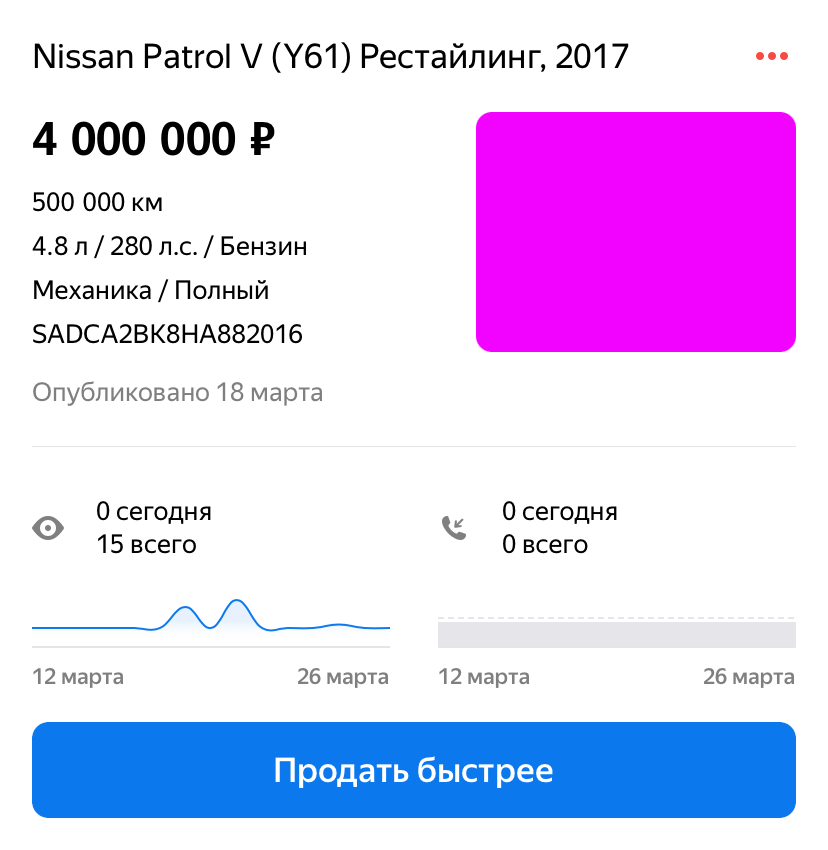 Nissan Patrol V (Y61) Рестайлинг, 2017
4 000 000 ₽
500 000 км
4.8 л / 280 л.с. / Бензин
Механика / Полный
SADCA2BK8HA882016
Опубликовано 18 марта
0 сегодня
15 всего
0 сегодня
0 всего
12 марта
26 марта
12 марта
26 марта
Продать быстрее